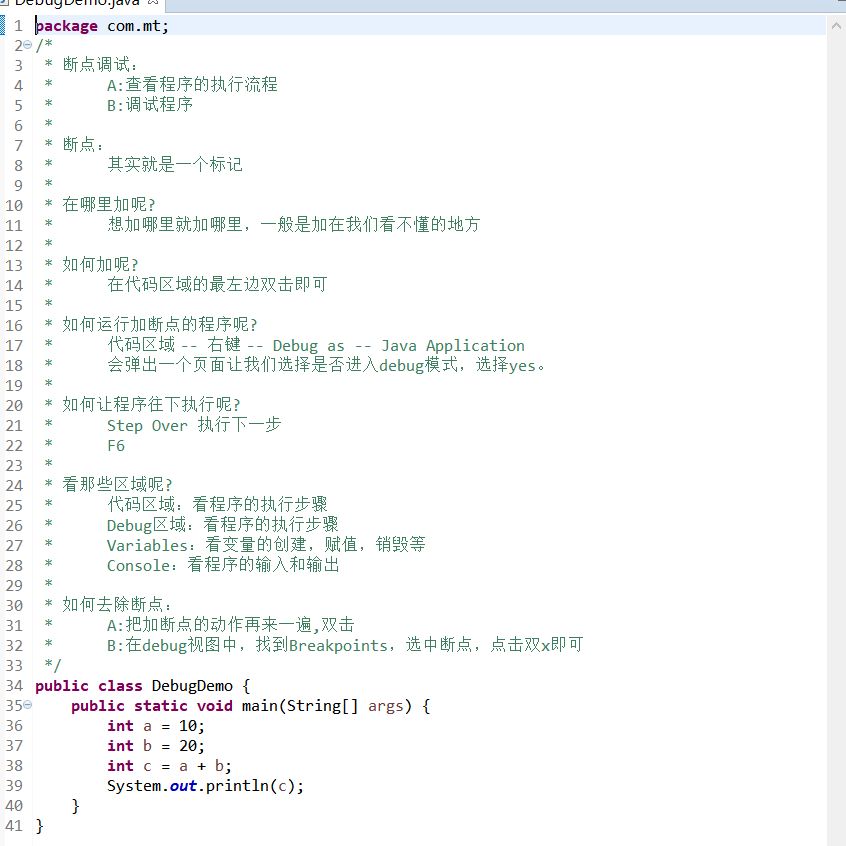 DebugDemo.java
1 package com.mt;
2 /*
3  * 断点调试：
4  *      A:查看程序的执行流程
5  *      B:调试程序
6  *
7  * 断点：
8  *      其实就是一个标记
9  *
10  * 在哪里加呢?
11  *      想加哪里就加哪里，一般是加在我们看不懂的地方
12  *
13  * 如何加呢?
14  *      在代码区域的最左边双击即可
15  *
16  * 如何运行加断点的程序呢?
17  *      代码区域 -- 右键 -- Debug as -- Java Application
18  *      会弹出一个页面让我们选择是否进入debug模式，选择yes。
19  *
20  * 如何让程序往下执行呢?
21  *      Step Over 执行下一步
22  *      F6
23  *
24  * 看那些区域呢?
25  *      代码区域：看程序的执行步骤
26  *      Debug区域：看程序的执行步骤
27  *      Variables：看变量的创建，赋值，销毁等
28  *      Console：看程序的输入和输出
29  *
30  * 如何去除断点：
31  *      A:把加断点的动作再来一遍,双击
32  *      B:在debug视图中，找到Breakpoints，选中断点，点击双x即可
33  */
34 public class DebugDemo {
35     public static void main(String[] args) {
36         int a = 10;
37         int b = 20;
38         int c = a + b;
39         System.out.println(c);
40     }
41 }